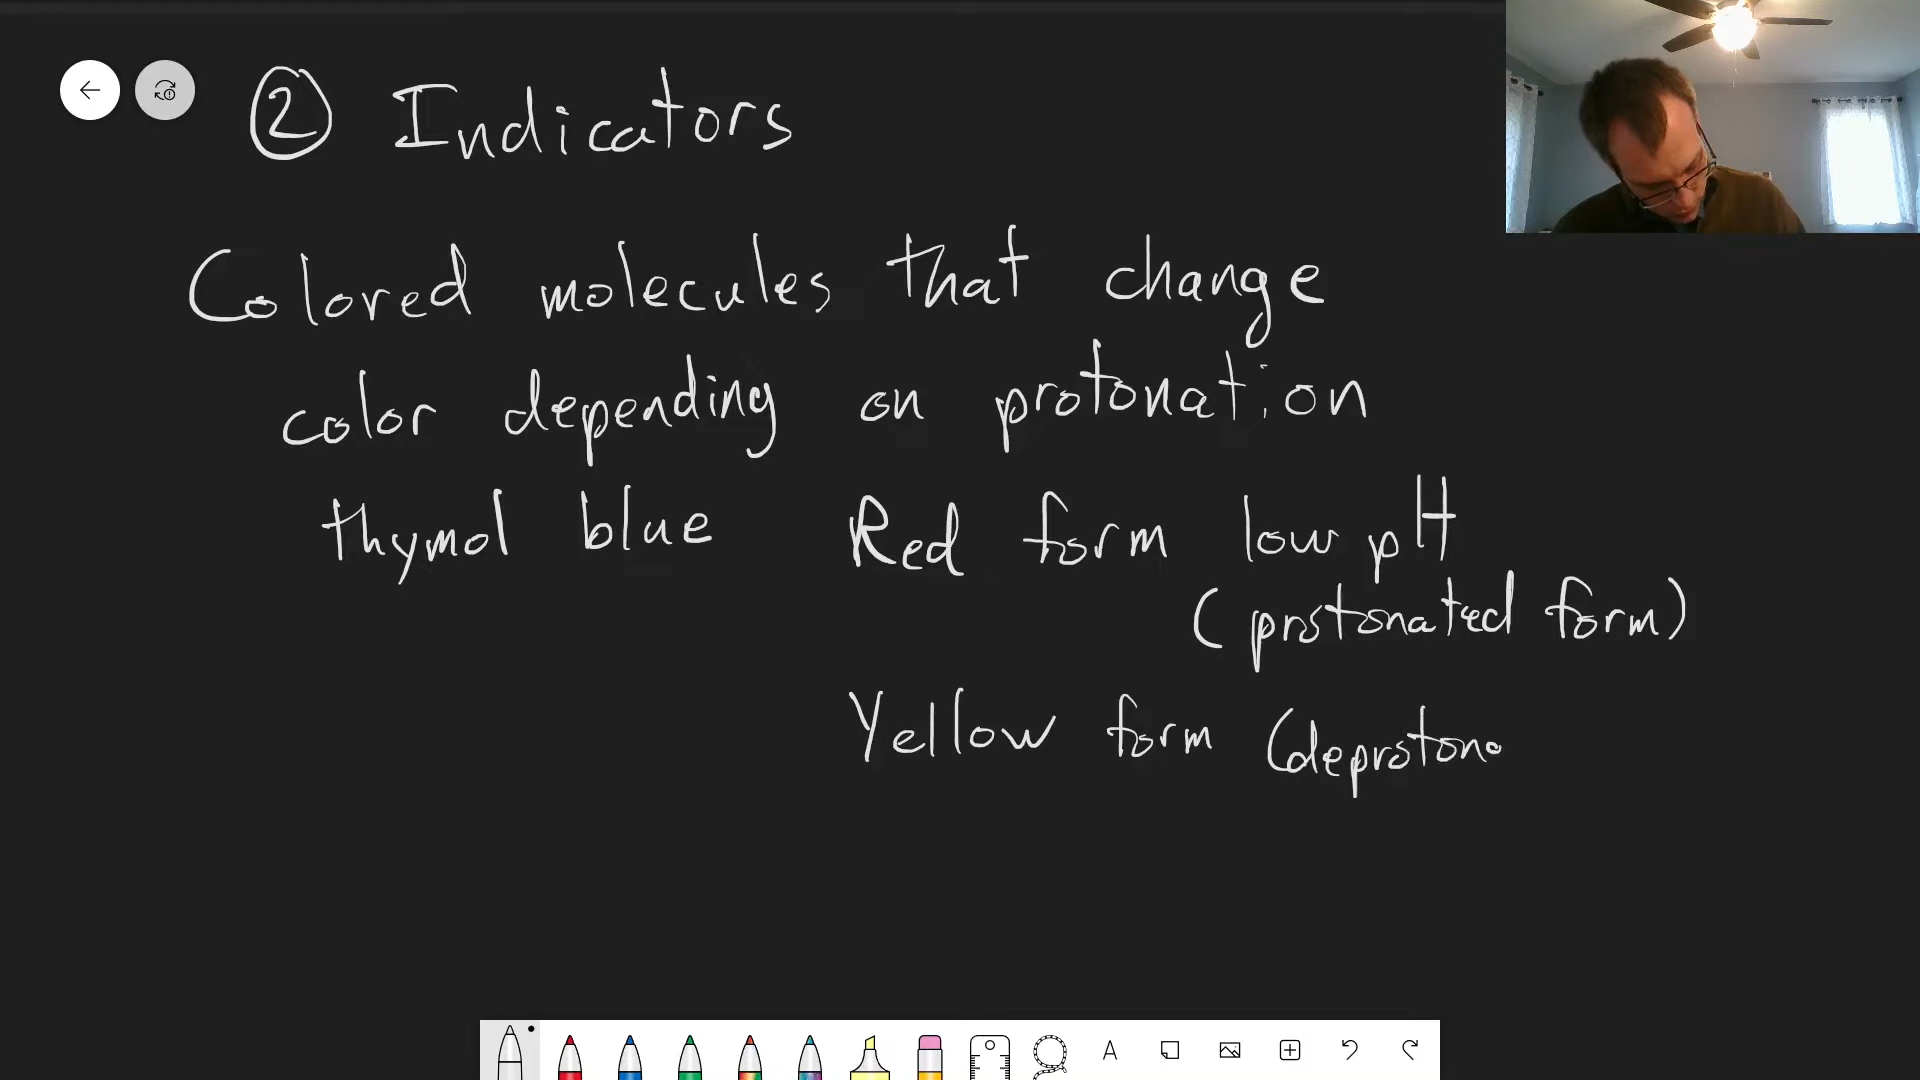 ② Indicators
Colored molecules that change
color depending on protonation
thymol blue Red form low pH
(protonated form)
Yellow form (deprotona
A